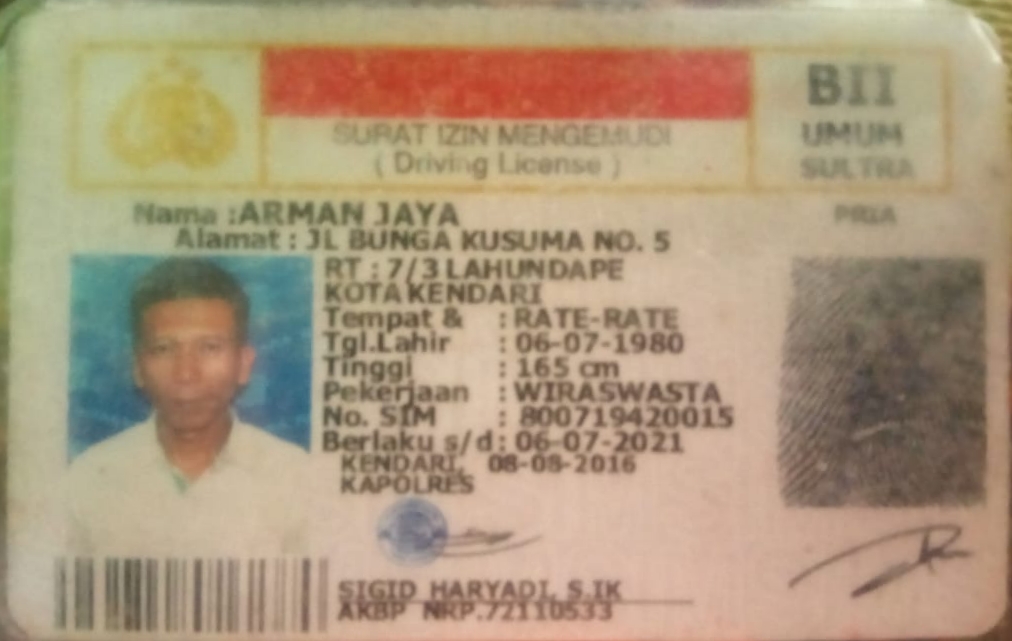 SURAT IZIN MENGEMUDI
( Driving License )
BII
UMUM
SULTRA
Nama :ARMAN JAYA
PRIA
Alamat : JL BUNGA KUSUMA NO. 5
RT : 7/3 LAHUNDAPE
KOTA KENDARI
Tempat & : RATE-RATE
Tgl.Lahir : 06-07-1980
Tinggi : 165 cm
Pekerjaan : WIRASWASTA
No. SIM : 800719420015
Berlaku s/d : 06-07-2021
KENDARI, 08-08-2016
KAPOLRES
SIGID HARYADI, S.IK
AKBP NRP.72110533